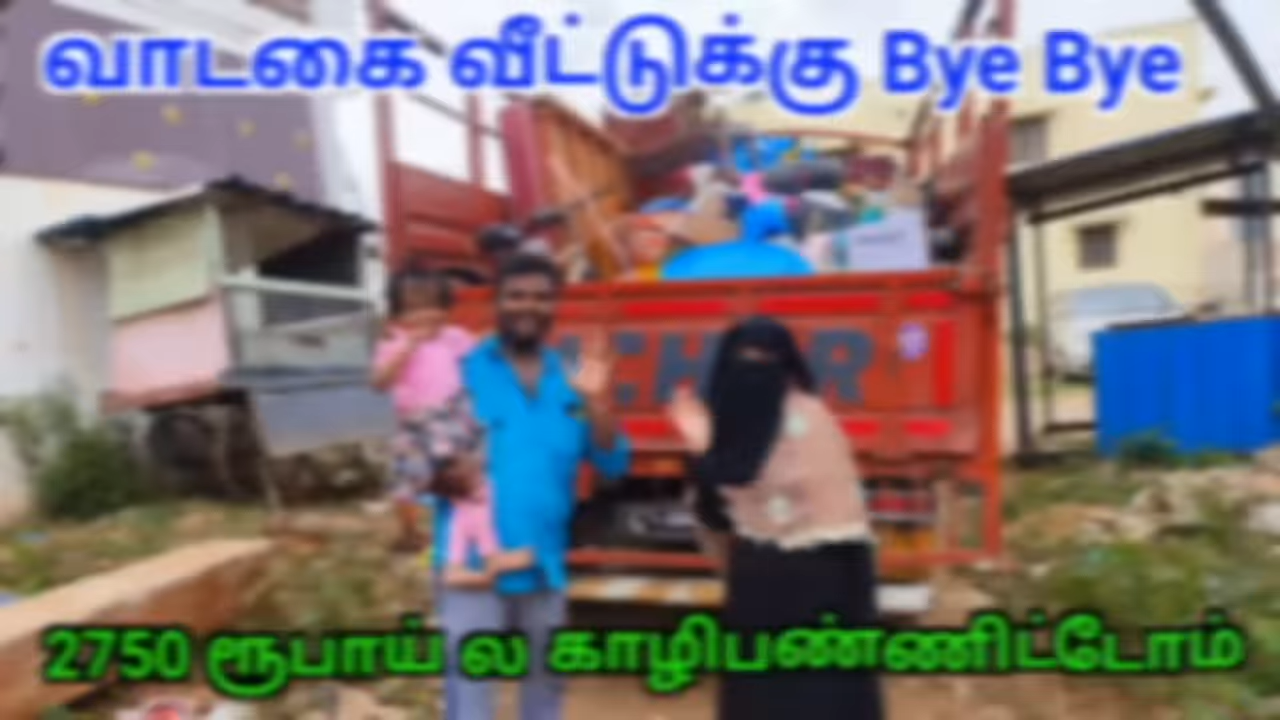 வாடகை வீட்டுக்கு Bye Bye
2750 ரூபாய் ல காழிபண்ணிட்டோம்